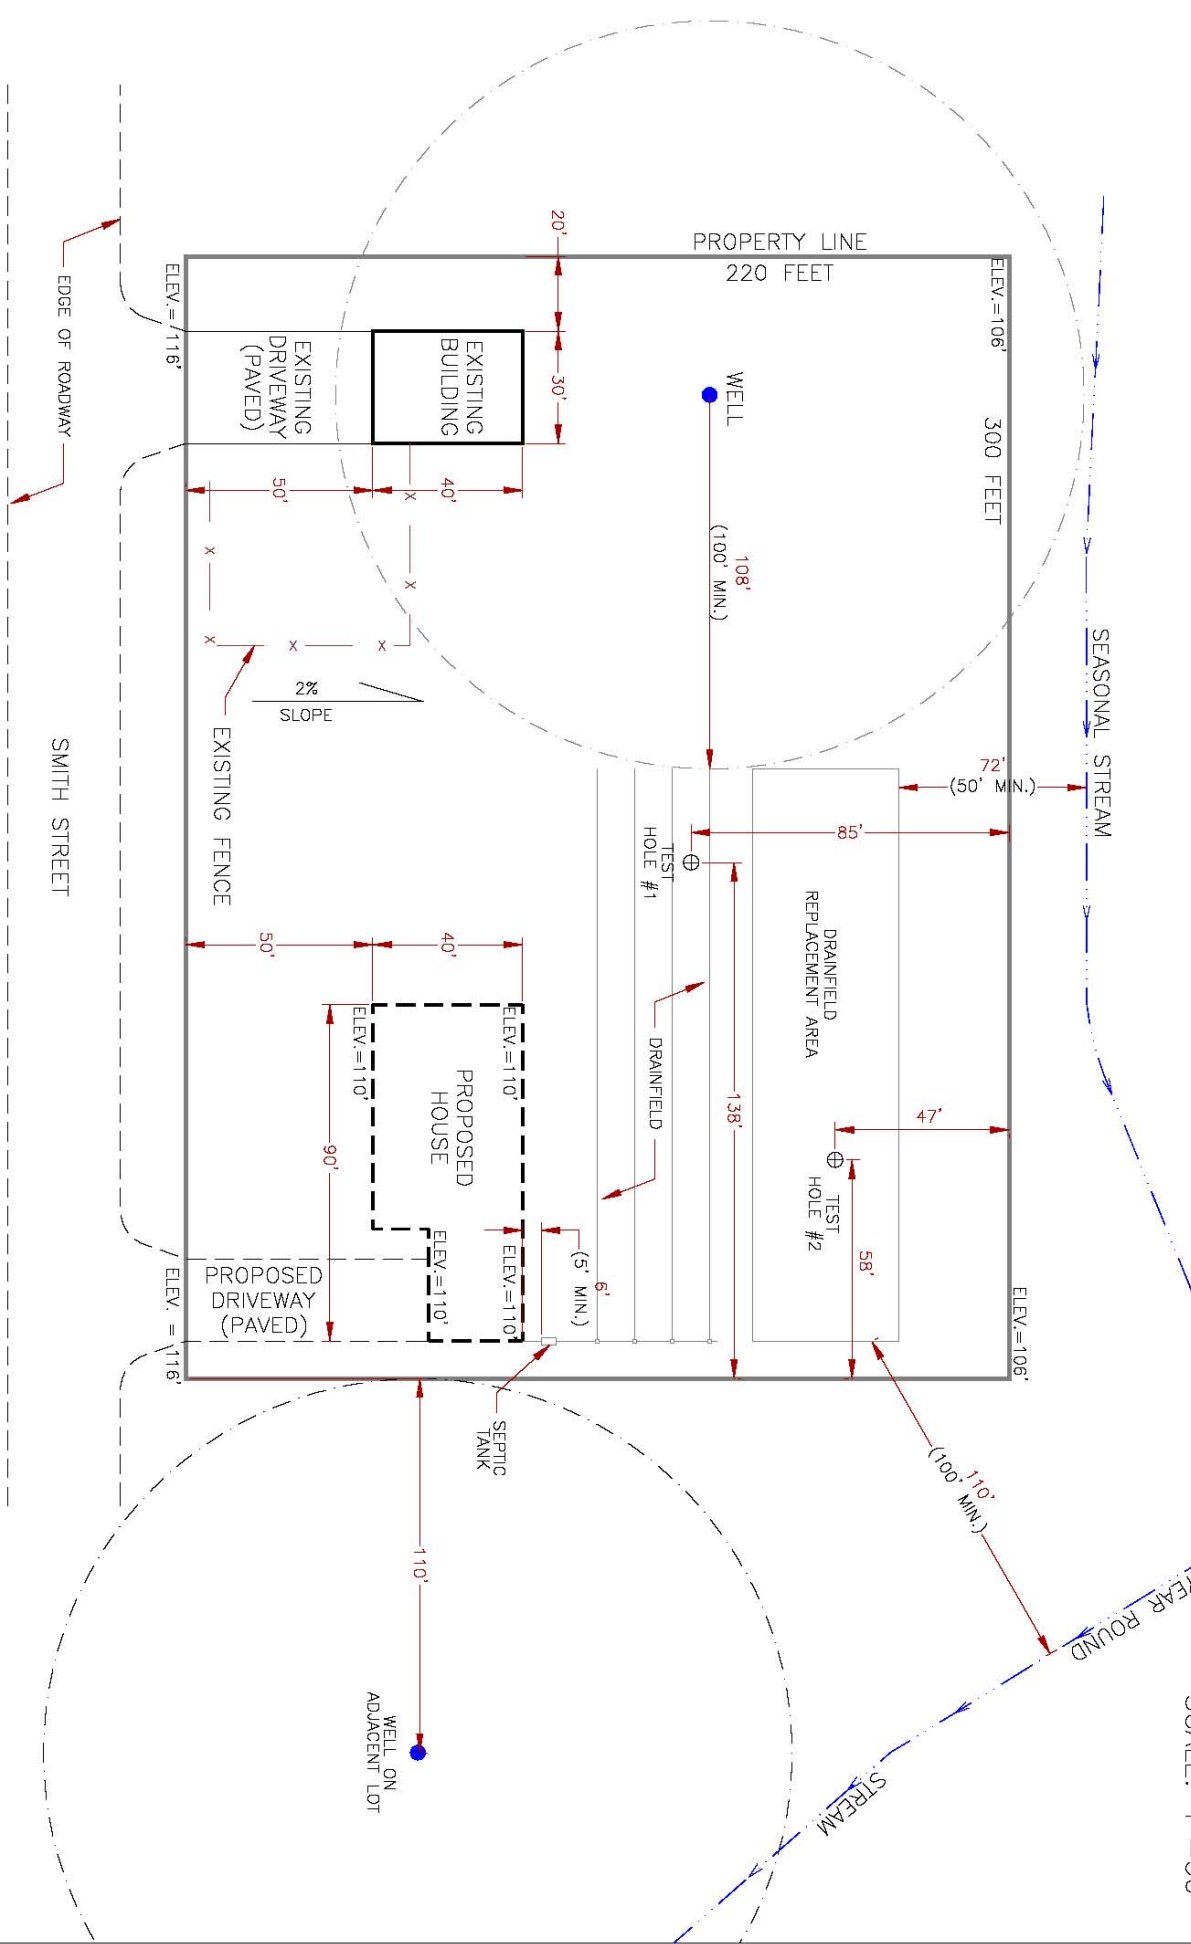 PROPERTY LINE
220 FEET
20'
ELEV.= 116'
ELEV.=106'
EDGE OF ROADWAY
EXISTING
DRIVEWAY
(PAVED)
EXISTING
BUILDING
30'
WELL
300 FEET
50'
40'
108'
(100' MIN.)
X
X
X
X
X
X
2%
SLOPE
EXISTING FENCE
SMITH STREET
SEASONAL STREAM
72'
(50' MIN.)
85'
TEST
HOLE #1
DRAINFIELD
REPLACEMENT AREA
50'
40'
ELEV.=110'
ELEV.=110'
PROPOSED
HOUSE
90'
DRAINFIELD
138'
47'
TEST
HOLE #2
58'
ELEV.=110'
ELEV.=110'
6'
(5' MIN.)
PROPOSED
DRIVEWAY
(PAVED)
ELEV. = 116'
ELEV.=106'
SEPTIC
TANK
110'
(100' MIN.)
110'
WELL ON
ADJACENT LOT
ROUND
STREAM